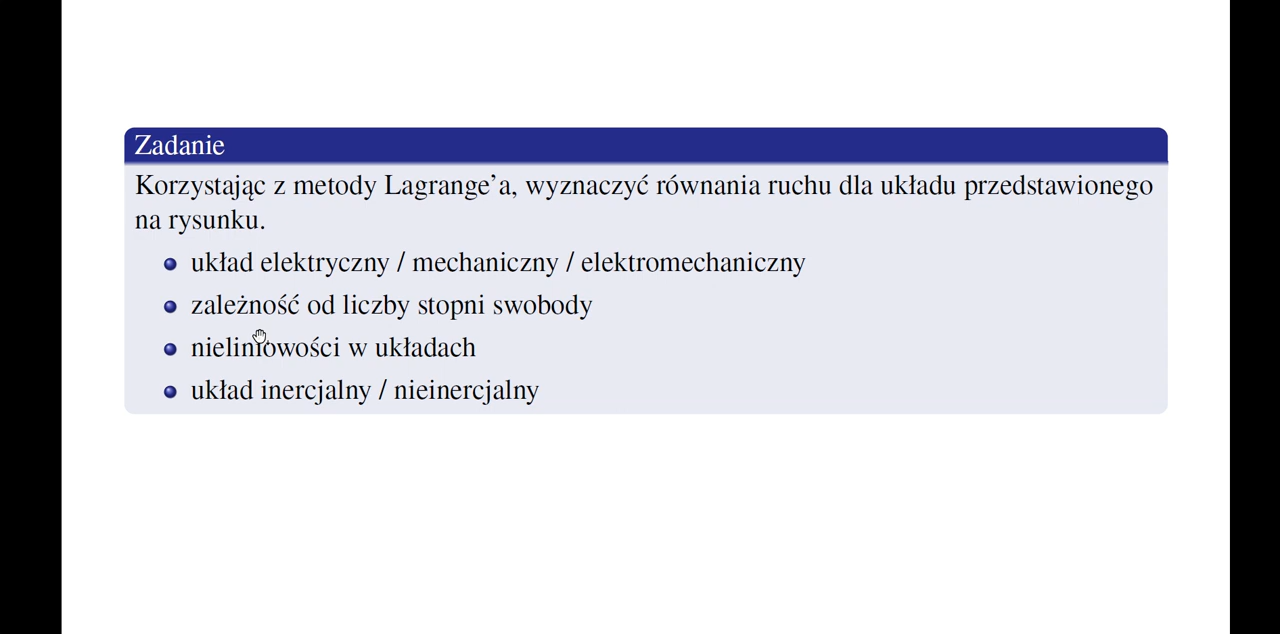 Zadanie
Korzystając z metody Lagrange'a, wyznaczyć równania ruchu dla układu przedstawionego
na rysunku.
układ elektryczny / mechaniczny / elektromechaniczny
zależność od liczby stopni swobody
nieliniowości w układach
układ inercjalny / nieinercjalny